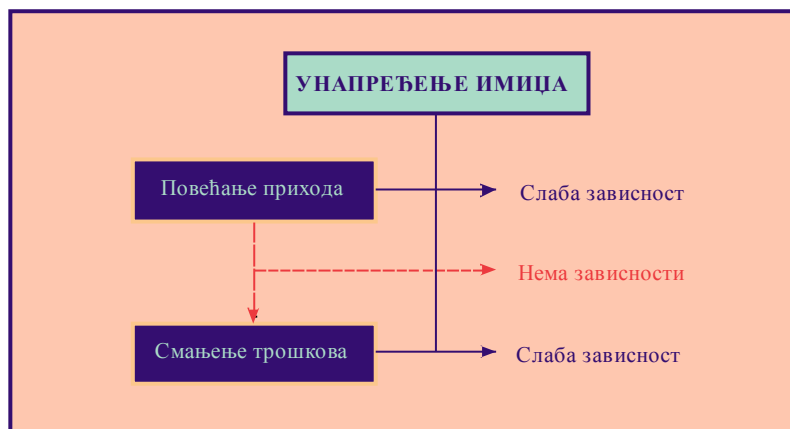 УНАПРЕЂЕЊЕ ИМИЏА
Повећање прихода
Слаба зависност
Нема зависности
Смањење трошкова
Слаба зависност